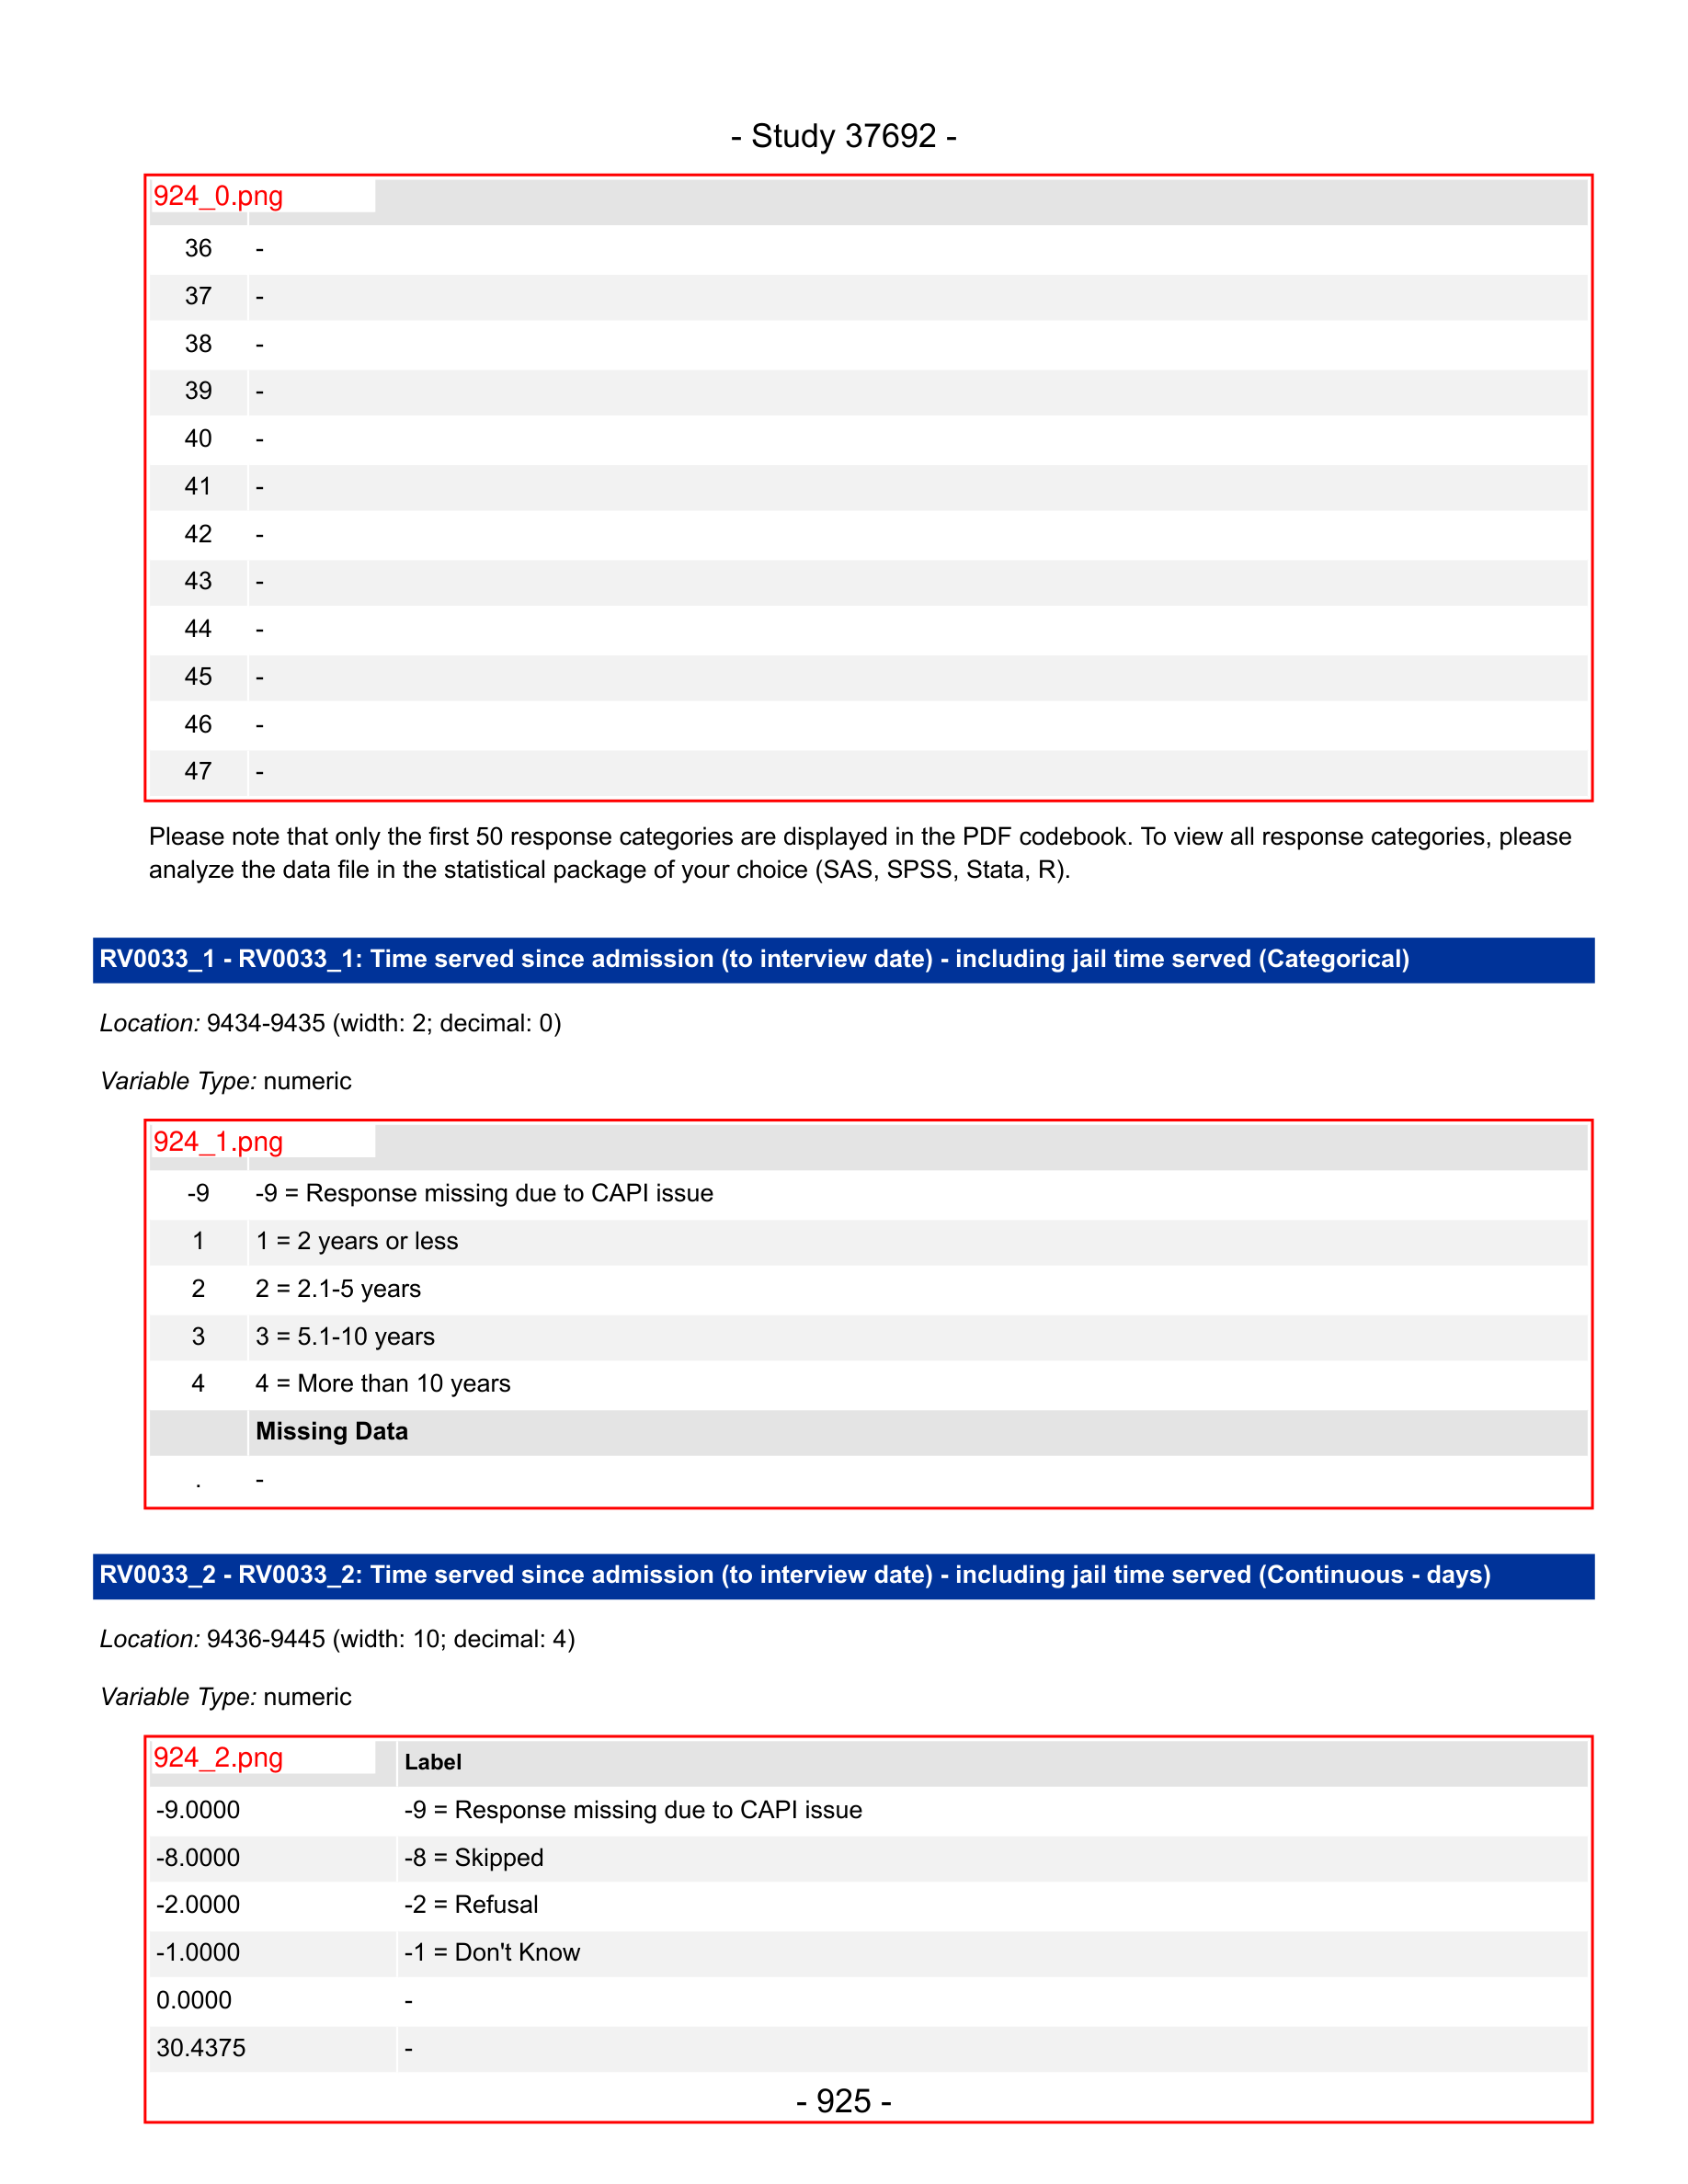 - Study 37692 -
924_0.png
36 -
37 -
38 -
39 -
40 -
41 -
42 -
43 -
44 -
45 -
46 -
47 -
Please note that only the first 50 response categories are displayed in the PDF codebook. To view all response categories, please
analyze the data file in the statistical package of your choice (SAS, SPSS, Stata, R).
RV0033_1 - RV0033_1: Time served since admission (to interview date) - including jail time served (Categorical)
Location: 9434-9435 (width: 2; decimal: 0)
Variable Type: numeric
924_1.png
-9 -9 = Response missing due to CAPI issue
1 1 = 2 years or less
2 2 = 2.1-5 years
3 3 = 5.1-10 years
4 4 = More than 10 years
Missing Data
. -
RV0033_2 - RV0033_2: Time served since admission (to interview date) - including jail time served (Continuous - days)
Location: 9436-9445 (width: 10; decimal: 4)
Variable Type: numeric
924_2.png Label
-9.0000 -9 = Response missing due to CAPI issue
-8.0000 -8 = Skipped
-2.0000 -2 = Refusal
-1.0000 -1 = Don't Know
0.0000 -
30.4375 -
- 925 -